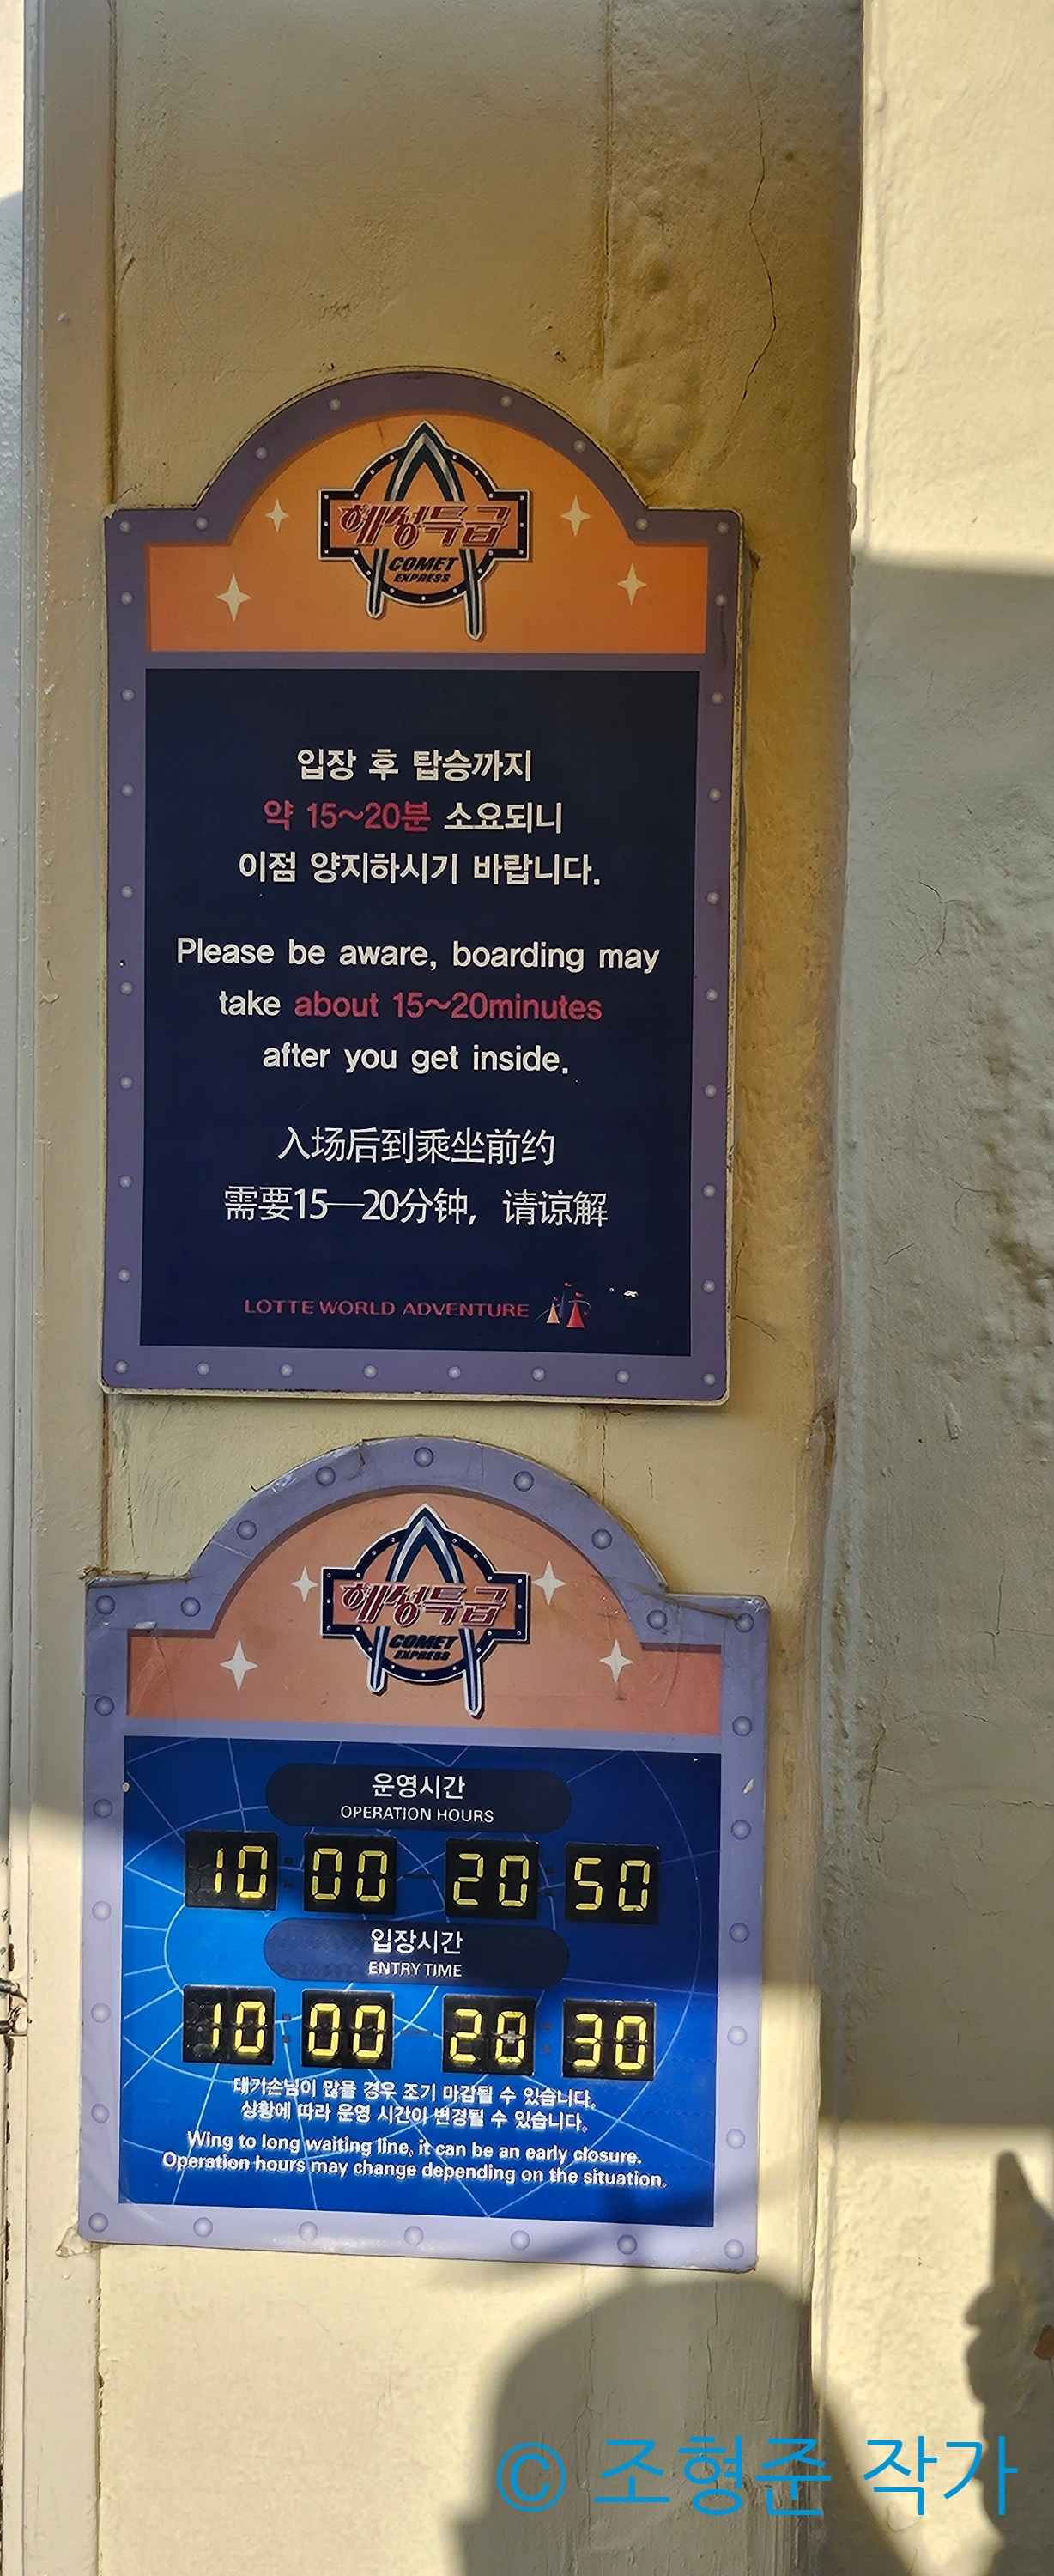 혜성특급
COMET
EXPRESS
입장 후 탑승까지
약 15~20분 소요되니
이점 양지하시기 바랍니다.
Please be aware, boarding may
take about 15~20minutes
after you get inside.
入场后到乘坐前约
需要15—20分钟, 请谅解
LOTTE WORLD ADVENTURE
혜성특급
COMET
EXPRESS
운영시간
OPERATION HOURS
10:00-20:50
입장시간
ENTRY TIME
10:00-20:30
대기손님이 많을 경우 조기 마감될 수 있습니다.
상황에 따라 운영 시간이 변경될 수 있습니다.
Wing to long waiting line, it can be an early closure.
Operation hours may change depending on the situation.
© 조형준 작가